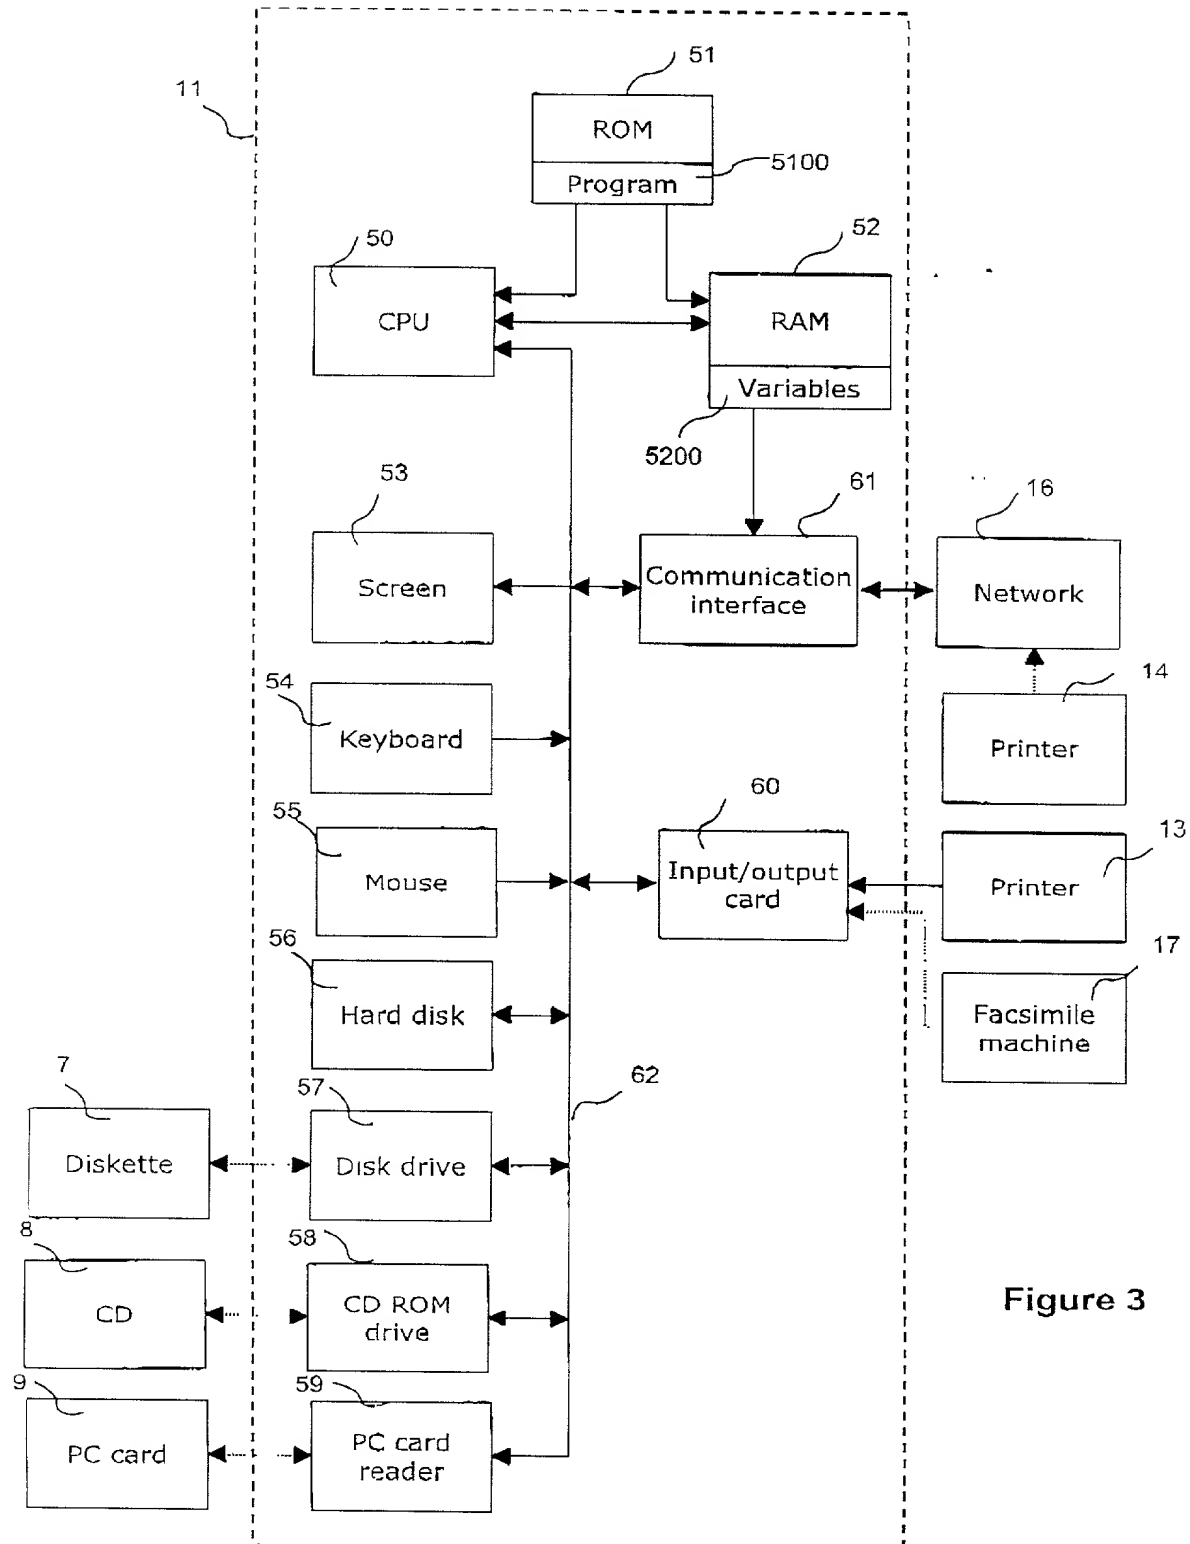 51
11
ROM
5100
Program
50
52
CPU
RAM
Variables
5200
53
61
16
Screen
Communication
interface
Network
54
14
Keyboard
Printer
60
55
13
Mouse
Input/output
card
Printer
56
17
Hard disk
Facsimile
machine
7
57
62
Diskette
Disk drive
8
58
CD
CD ROM
drive
Figure 3
9
59
PC card
PC card
reader